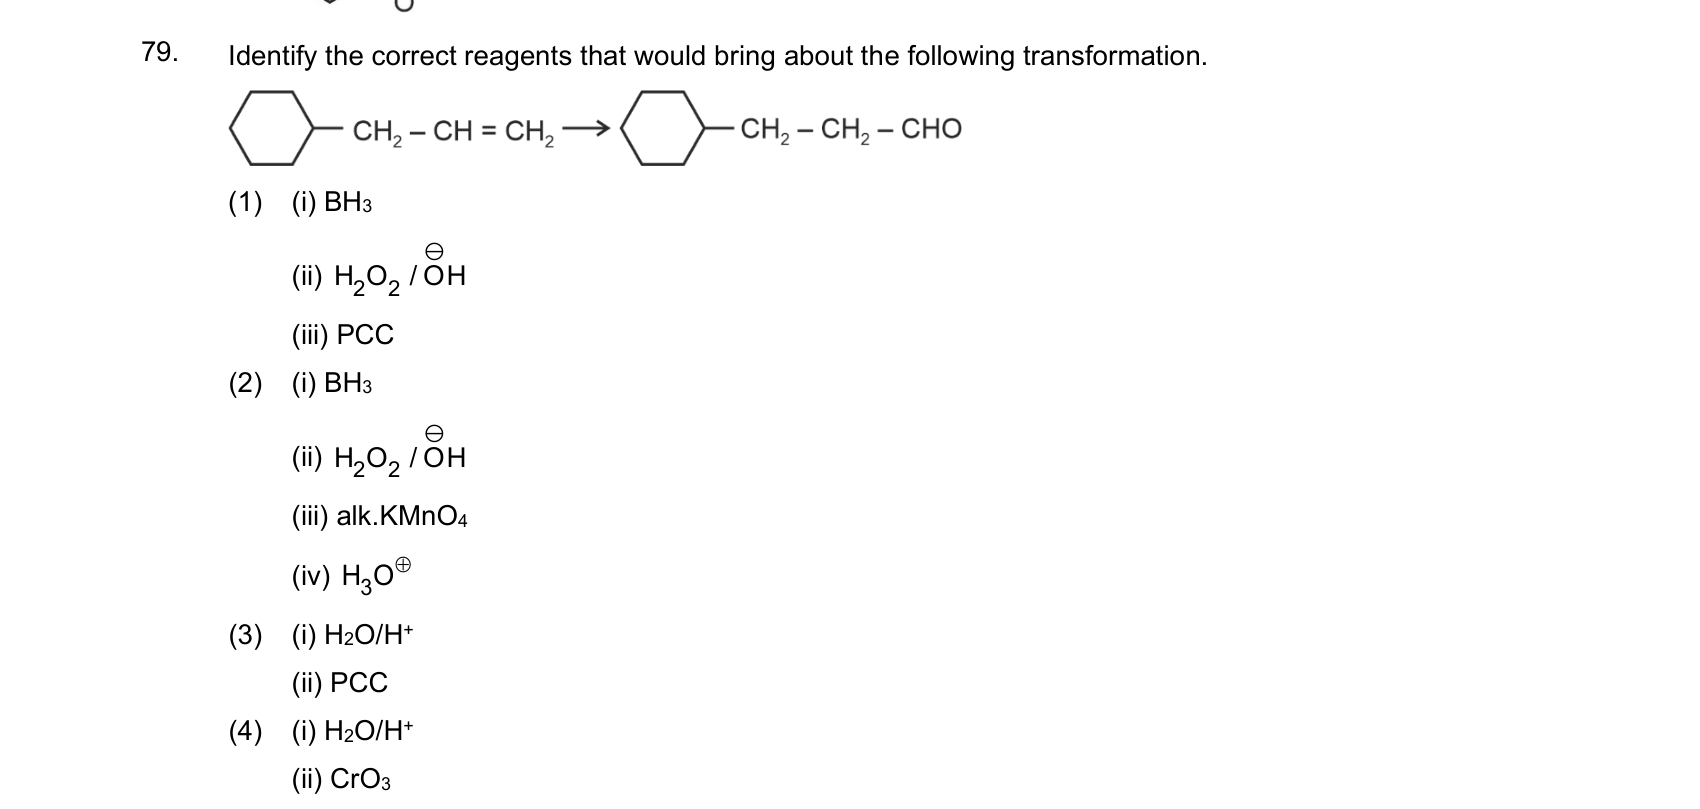 O
79. Identify the correct reagents that would bring about the following transformation.
CH₂ – CH = CH₂ → CH₂ – CH₂ – CHO
(1) (i) BH₃
(ii) H₂O₂ / O⊖H
(iii) PCC
(2) (i) BH₃
(ii) H₂O₂ / O⊖H
(iii) alk.KMnO₄
(iv) H₃O⊕
(3) (i) H₂O/H⁺
(ii) PCC
(4) (i) H₂O/H⁺
(ii) CrO₃